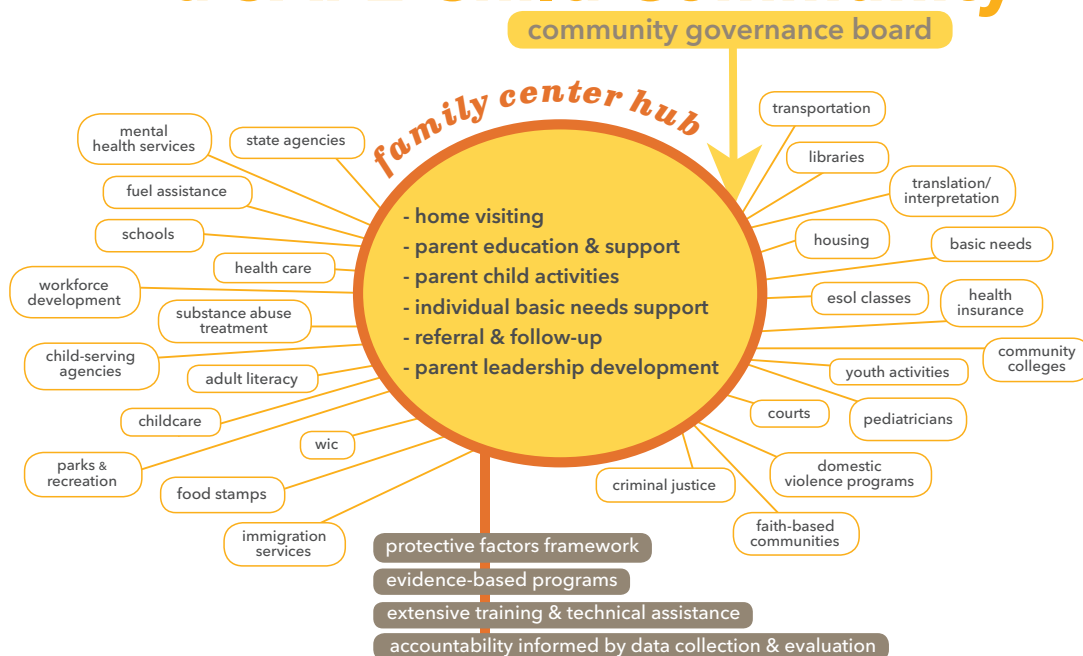 Child Community
community governance board
family center hub
- home visiting
- parent education & support
- parent child activities
- individual basic needs support
- referral & follow-up
- parent leadership development
mental
health services
state agencies
fuel assistance
schools
health care
workforce
development
substance abuse
treatment
child-serving
agencies
adult literacy
childcare
wic
parks &
recreation
food stamps
immigration
services
transportation
libraries
translation/
interpretation
housing
basic needs
esol classes
health
insurance
community
colleges
youth activities
pediatricians
courts
domestic
violence programs
criminal justice
faith-based
communities
protective factors framework
evidence-based programs
extensive training & technical assistance
accountability informed by data collection & evaluation